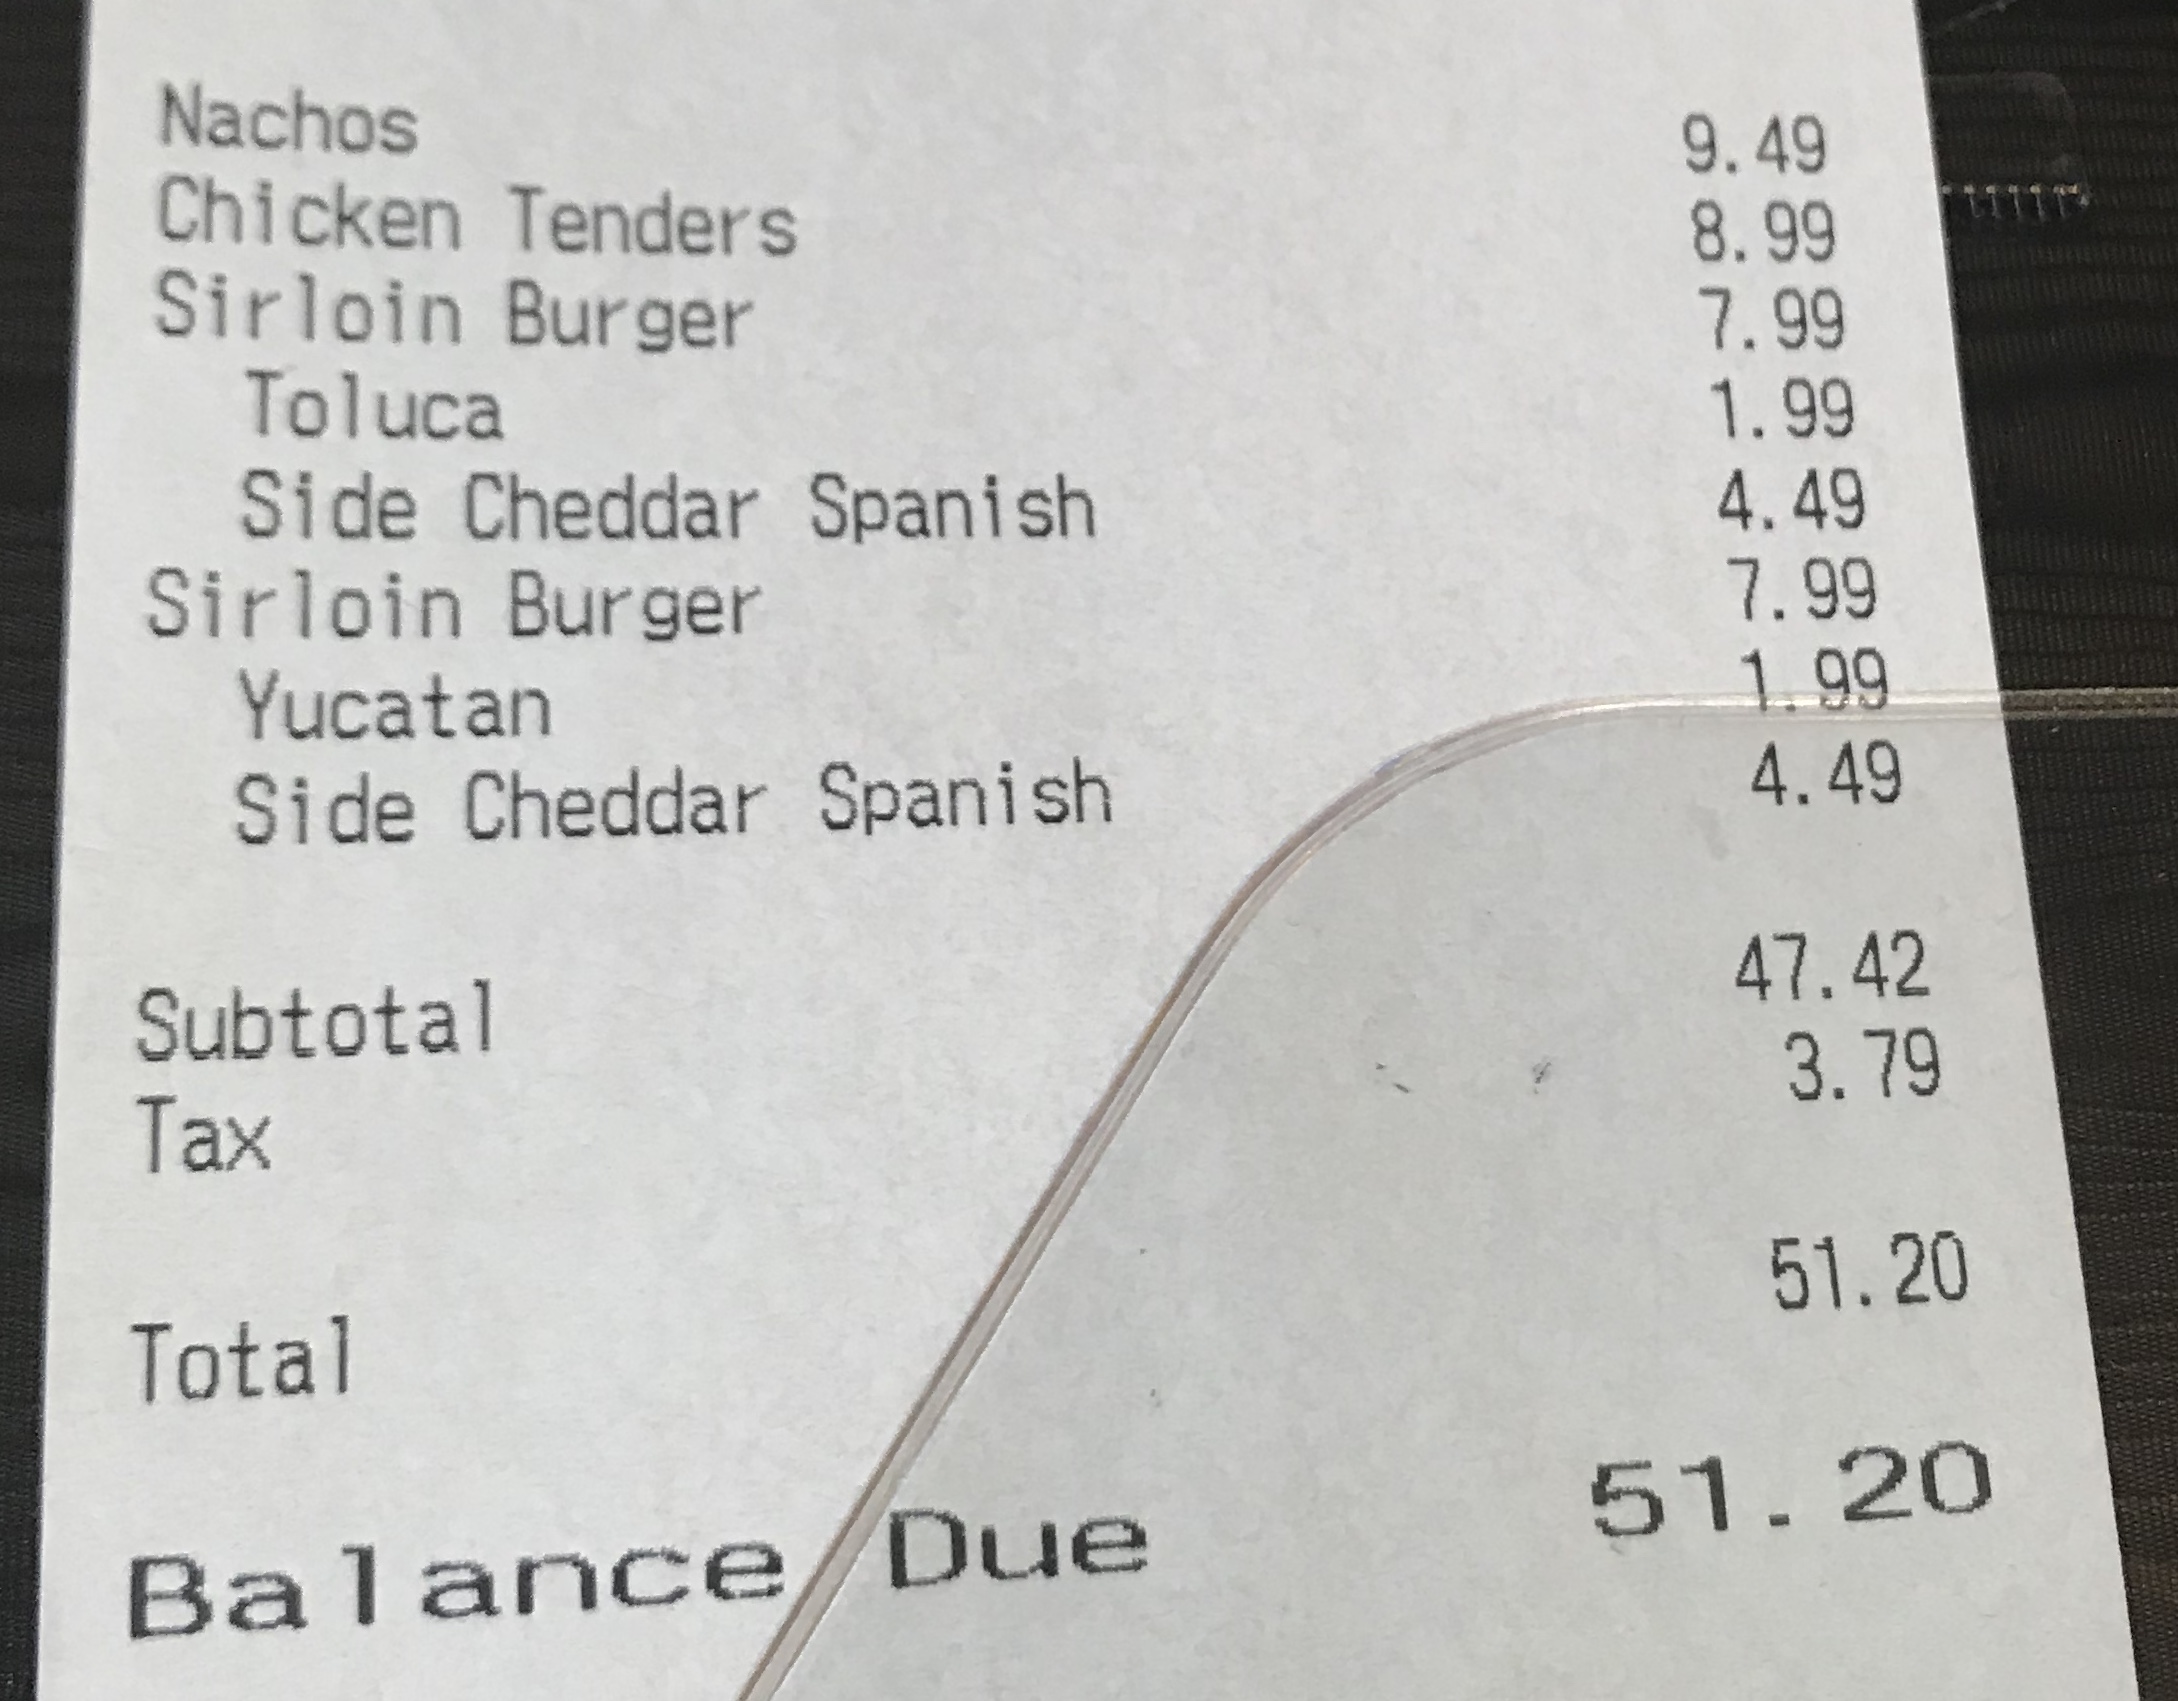 Nachos 9.49
Chicken Tenders 8.99
Sirloin Burger 7.99
Toluca 1.99
Side Cheddar Spanish 4.49
Sirloin Burger 7.99
Yucatan 1.99
Side Cheddar Spanish 4.49
Subtotal 47.42
Tax 3.79
Total 51.20
Balance Due 51.20